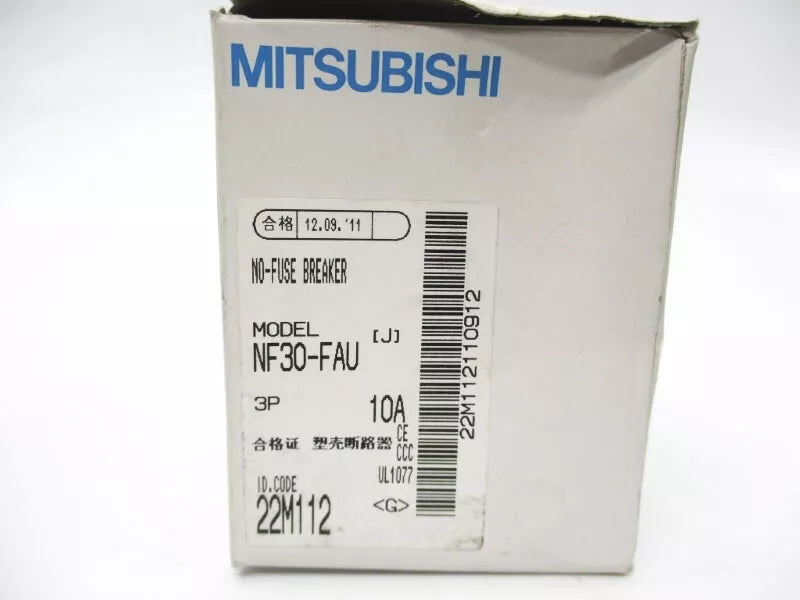 MITSUBISHI
合格 12.09.'11
NO-FUSE BREAKER
MODEL [J]
NF30-FAU
3P 10A
合格证 塑壳断路器 CE
CCC
UL1077
ID.CODE
22M112 <G>
22M112110912